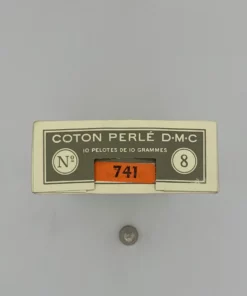 COTON PERLÉ D·M·C
10 PELOTES DE 10 GRAMMES
Nº 741 8